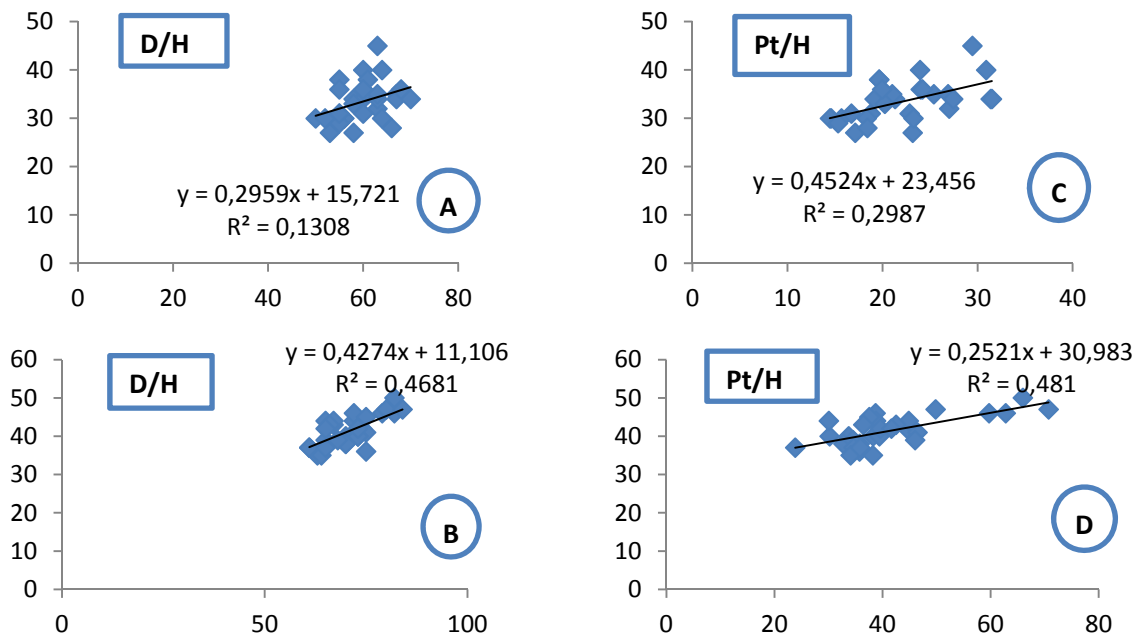 D/H
50
40
30
20
10
0
y = 0,2959x + 15,721
R² = 0,1308
A
0 20 40 60 80
Pt/H
50
40
30
20
10
0
y = 0,4524x + 23,456
R² = 0,2987
C
0 10 20 30 40
D/H
60
50
40
30
20
10
0
y = 0,4274x + 11,106
R² = 0,4681
B
0 50 100
Pt/H
60
50
40
30
20
10
0
y = 0,2521x + 30,983
R² = 0,481
D
0 20 40 60 80